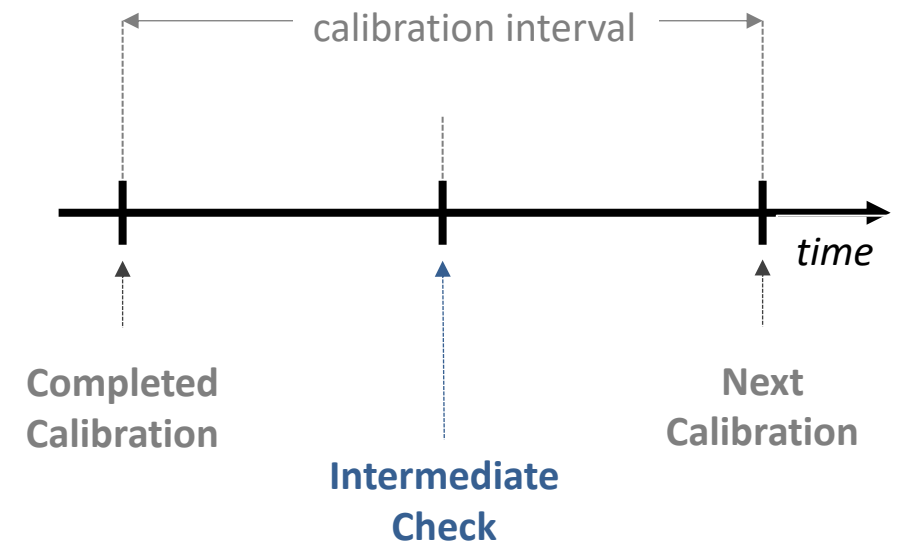 calibration interval
time
Completed
Calibration
Next
Calibration
Intermediate
Check